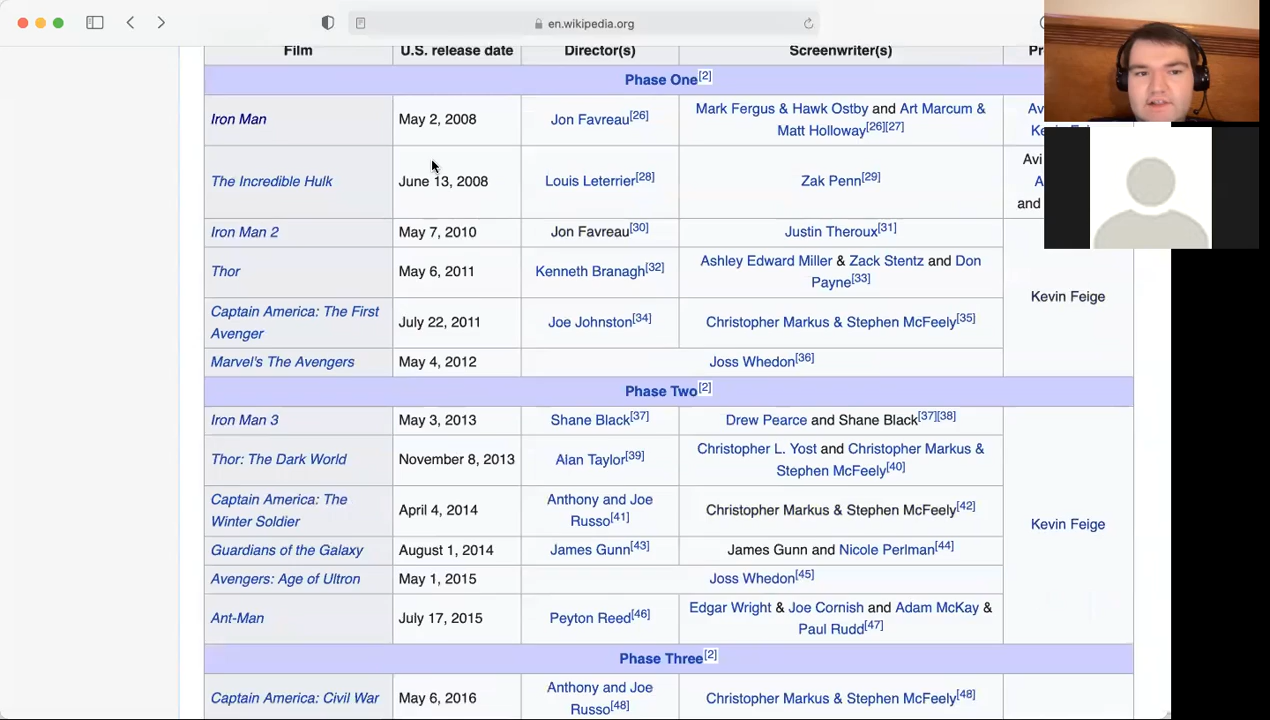 en.wikipedia.org
Film U.S. release date Director(s) Screenwriter(s) Pr
Phase One[2]
Iron Man May 2, 2008 Jon Favreau[26] Mark Fergus & Hawk Ostby and Art Marcum & Matt Holloway[26][27] Av
The Incredible Hulk June 13, 2008 Louis Leterrier[28] Zak Penn[29] Avi
A
and
Iron Man 2 May 7, 2010 Jon Favreau[30] Justin Theroux[31]
Thor May 6, 2011 Kenneth Branagh[32] Ashley Edward Miller & Zack Stentz and Don
Payne[33]
Kevin Feige
Captain America: The First
Avenger July 22, 2011 Joe Johnston[34] Christopher Markus & Stephen McFeely[35]
Marvel's The Avengers May 4, 2012 Joss Whedon[36]
Phase Two[2]
Iron Man 3 May 3, 2013 Shane Black[37] Drew Pearce and Shane Black[37][38]
Thor: The Dark World November 8, 2013 Alan Taylor[39] Christopher L. Yost and Christopher Markus &
Stephen McFeely[40]
Captain America: The
Winter Soldier April 4, 2014 Anthony and Joe
Russo[41] Christopher Markus & Stephen McFeely[42]
Kevin Feige
Guardians of the Galaxy August 1, 2014 James Gunn[43] James Gunn and Nicole Perlman[44]
Avengers: Age of Ultron May 1, 2015 Joss Whedon[45]
Ant-Man July 17, 2015 Peyton Reed[46] Edgar Wright & Joe Cornish and Adam McKay &
Paul Rudd[47]
Phase Three[2]
Captain America: Civil War May 6, 2016 Anthony and Joe
Russo[48] Christopher Markus & Stephen McFeely[48]